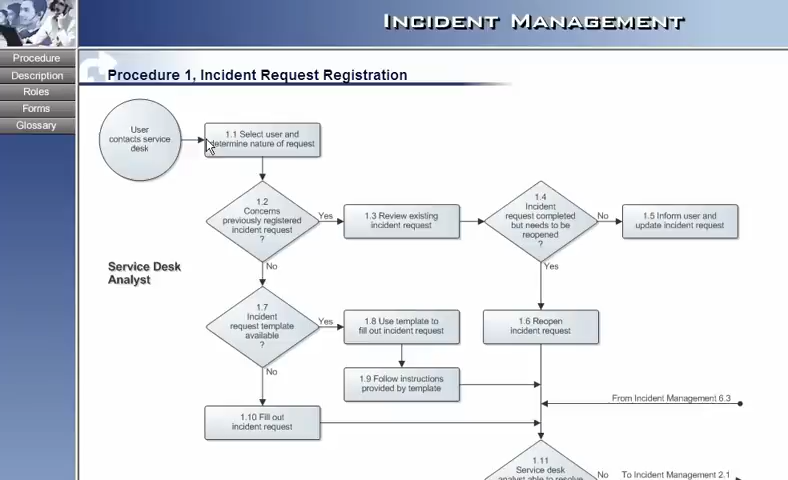 INCIDENT MANAGEMENT
Procedure
Description
Roles
Forms
Glossary
Procedure 1, Incident Request Registration
User
contacts service
desk
1.1 Select user and
determine nature of request
1.2
Concerns
previously registered
incident request
?
Yes
1.3 Review existing
incident request
1.4
Incident
request completed
but needs to be
reopened
?
No
1.5 Inform user and
update incident request
No
Yes
Service Desk
Analyst
1.7
Incident
request template
available
?
Yes
1.8 Use template to
fill out incident request
1.6 Reopen
incident request
No
1.9 Follow instructions
provided by template
From Incident Management 6.3
1.10 Fill out
incident request
1.11
Service desk
analyst able to resolve
No
To Incident Management 2.1